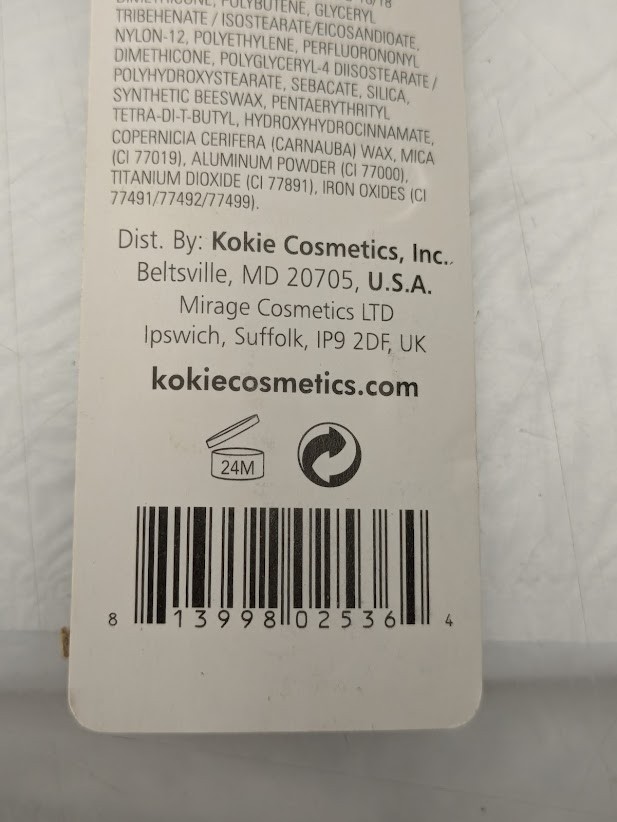 DIMETHICONE, POLYBUTENE, GLYCERYL
TRIBEHENATE / ISOSTEARATE/EICOSANDIOATE,
NYLON-12, POLYETHYLENE, PERFLUORONONYL
DIMETHICONE, POLYGLYCERYL-4 DIISOSTEARATE /
POLYHYDROXYSTEARATE, SEBACATE, SILICA,
SYNTHETIC BEESWAX, PENTAERYTHRITYL
TETRA-DI-T-BUTYL, HYDROXYHYDROCINNAMATE,
COPERNICIA CERIFERA (CARNAUBA) WAX, MICA
(CI 77019), ALUMINUM POWDER (CI 77000),
TITANIUM DIOXIDE (CI 77891), IRON OXIDES (CI
77491/77492/77499).
Dist. By: Kokie Cosmetics, Inc.
Beltsville, MD 20705, U.S.A.
Mirage Cosmetics LTD
Ipswich, Suffolk, IP9 2DF, UK
kokiecosmetics.com
24M
8 13998 02536 4